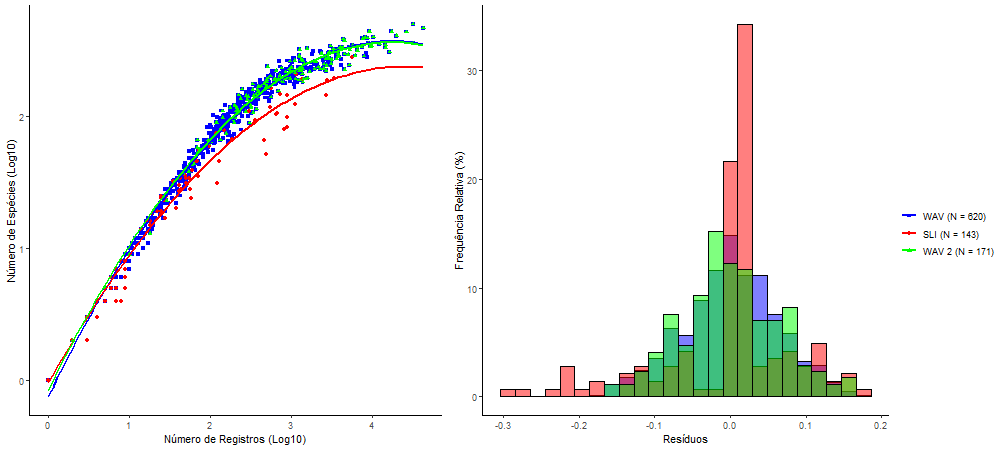 Número de Espécies (Log10)
2
1
0
0
1
2
3
4
Número de Registros (Log10)
Frequência Relativa (%)
30
20
10
0
-0.3
-0.2
-0.1
0.0
0.1
0.2
Resíduos
WAV (N = 620)
SLI (N = 143)
WAV 2 (N = 171)